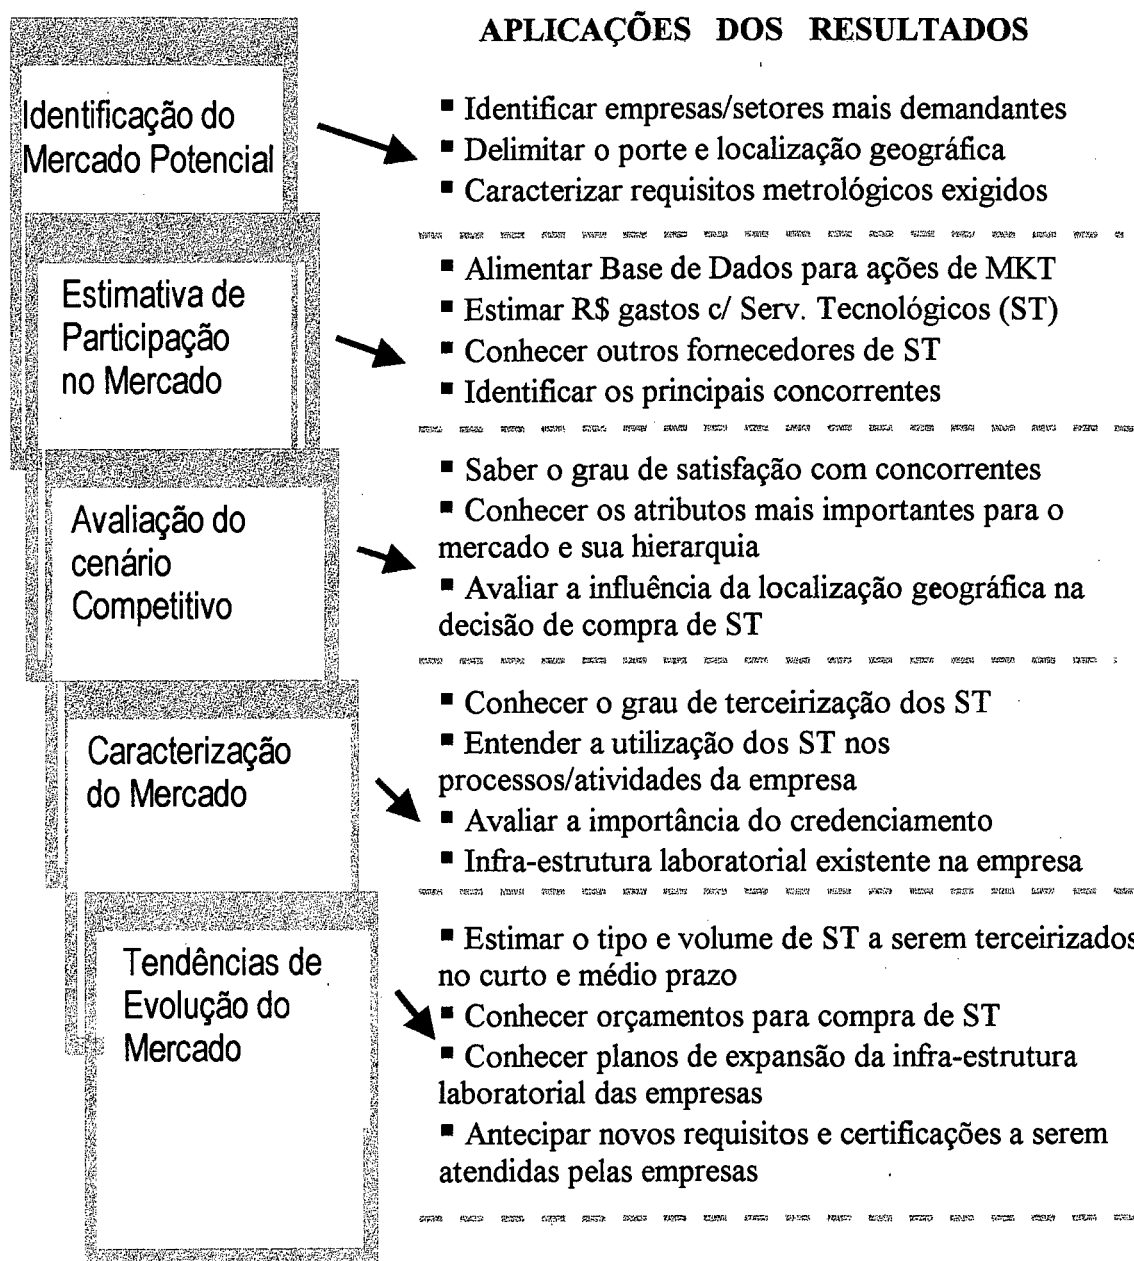 APLICAÇÕES DOS RESULTADOS
Identificação do
Mercado Potencial
▪ Identificar empresas/setores mais demandantes
▪ Delimitar o porte e localização geográfica
▪ Caracterizar requisitos metrológicos exigidos
Estimativa de
Participação
no Mercado
▪ Alimentar Base de Dados para ações de MKT
▪ Estimar R$ gastos c/ Serv. Tecnológicos (ST)
▪ Conhecer outros fornecedores de ST
▪ Identificar os principais concorrentes
Avaliação do
cenário
Competitivo
▪ Saber o grau de satisfação com concorrentes
▪ Conhecer os atributos mais importantes para o
mercado e sua hierarquia
▪ Avaliar a influência da localização geográfica na
decisão de compra de ST
Caracterização
do Mercado
▪ Conhecer o grau de terceirização dos ST
▪ Entender a utilização dos ST nos
processos/atividades da empresa
▪ Avaliar a importância do credenciamento
▪ Infra-estrutura laboratorial existente na empresa
Tendências de
Evolução do
Mercado
▪ Estimar o tipo e volume de ST a serem terceirizados
no curto e médio prazo
▪ Conhecer orçamentos para compra de ST
▪ Conhecer planos de expansão da infra-estrutura
laboratorial das empresas
▪ Antecipar novos requisitos e certificações a serem
atendidas pelas empresas